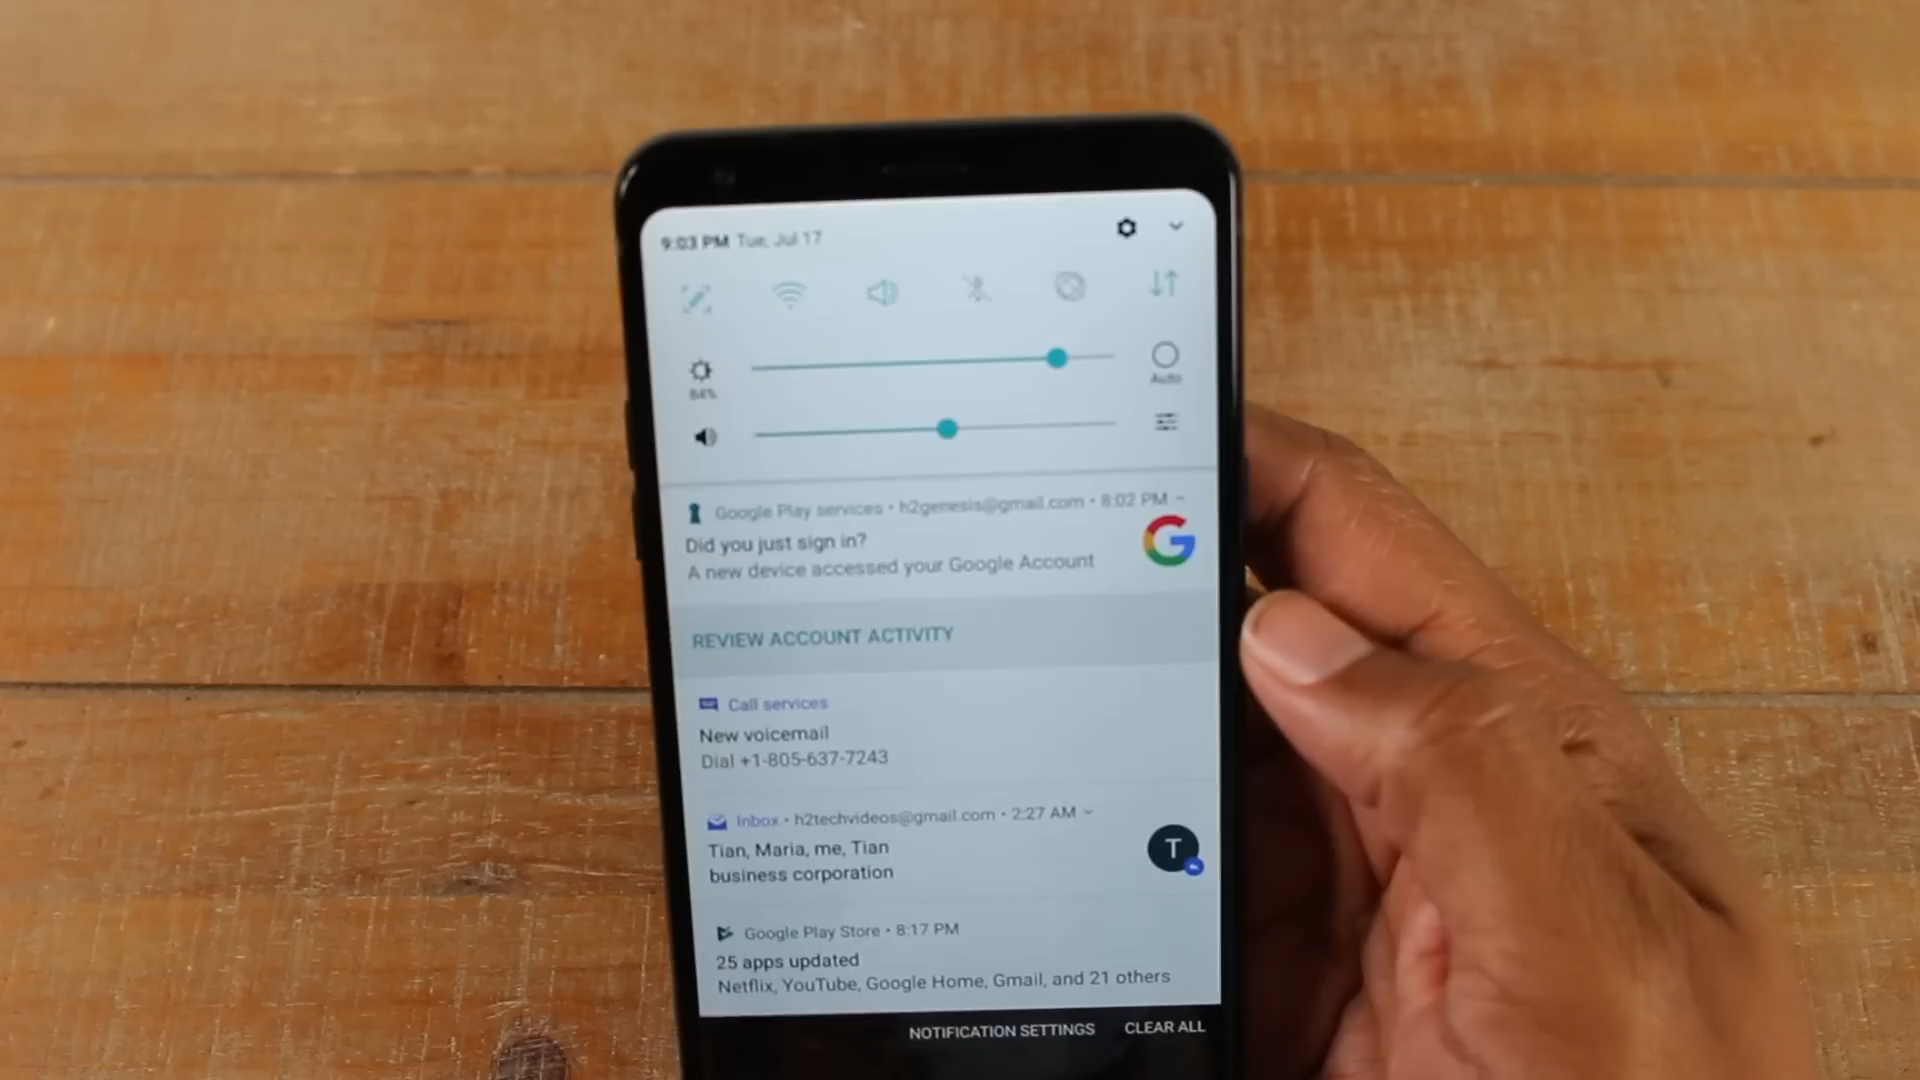 9:03 PM Tue, Jul 17
84%
Auto
Google Play services • h2genesis@gmail.com • 8:02 PM
Did you just sign in?
A new device accessed your Google Account
REVIEW ACCOUNT ACTIVITY
Call services
New voicemail
Dial +1-805-637-7243
Inbox • h2techvideos@gmail.com • 2:27 AM
Tian, Maria, me, Tian
business corporation
T
Google Play Store • 8:17 PM
25 apps updated
Netflix, YouTube, Google Home, Gmail, and 21 others
NOTIFICATION SETTINGS CLEAR ALL